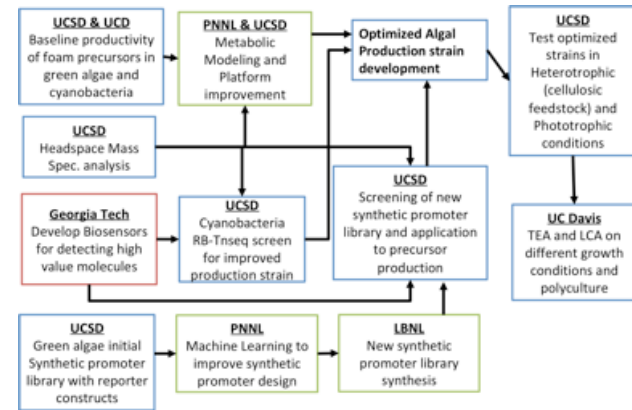 UCSD & UCD
Baseline productivity
of foam precursors in
green algae and
cyanobacteria
PNNL & UCSD
Metabolic
Modeling and
Platform
improvement
Optimized Algal
Production strain
development
UCSD
Test optimized
strains in
Heterotrophic
(cellulosic
feedstock) and
Phototrophic
conditions
UCSD
Headspace Mass
Spec. analysis
Georgia Tech
Develop Biosensors
for detecting high
value molecules
UCSD
Cyanobacteria
RB-Tnseq screen
for improved
production strain
UCSD
Screening of new
synthetic promoter
library and application
to precursor
production
UC Davis
TEA and LCA on
different growth
conditions and
polyculture
UCSD
Green algae initial
Synthetic promoter
library with reporter
constructs
PNNL
Machine Learning to
improve synthetic
promoter design
LBNL
New synthetic
promoter library
synthesis